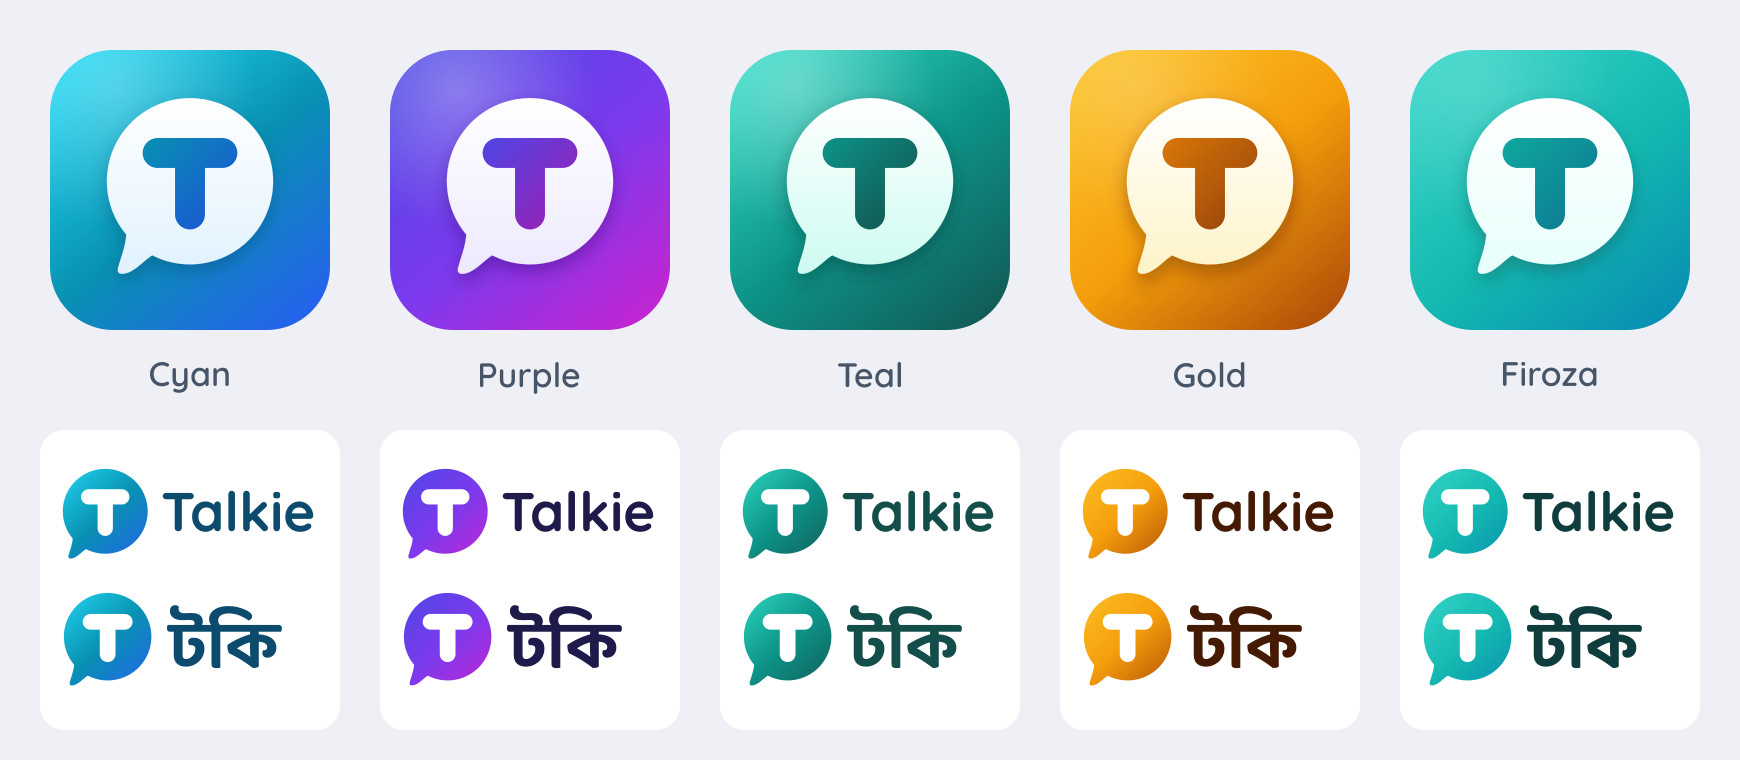 T T T T T
Cyan Purple Teal Gold Firoza
T Talkie T Talkie T Talkie T Talkie T Talkie
T টকি T টকি T টকি T টকি T টকি